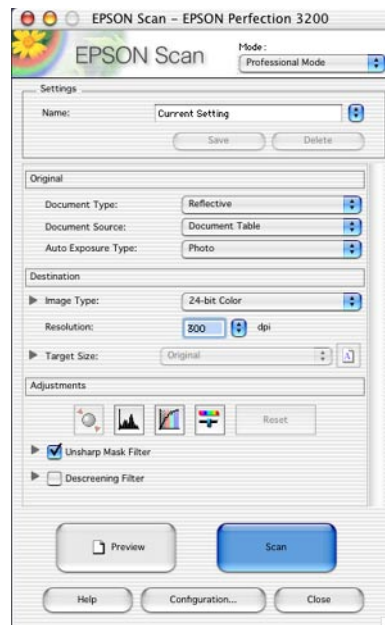 EPSON Scan - EPSON Perfection 3200
EPSON Scan
Mode:
Professional Mode
Settings
Name: Current Setting
Save Delete
Original
Document Type: Reflective
Document Source: Document Table
Auto Exposure Type: Photo
Destination
Image Type: 24-bit Color
Resolution: 300 dpi
Target Size: Original A
Adjustments
Reset
Unsharp Mask Filter
Descreening Filter
Preview Scan
Help Configuration... Close